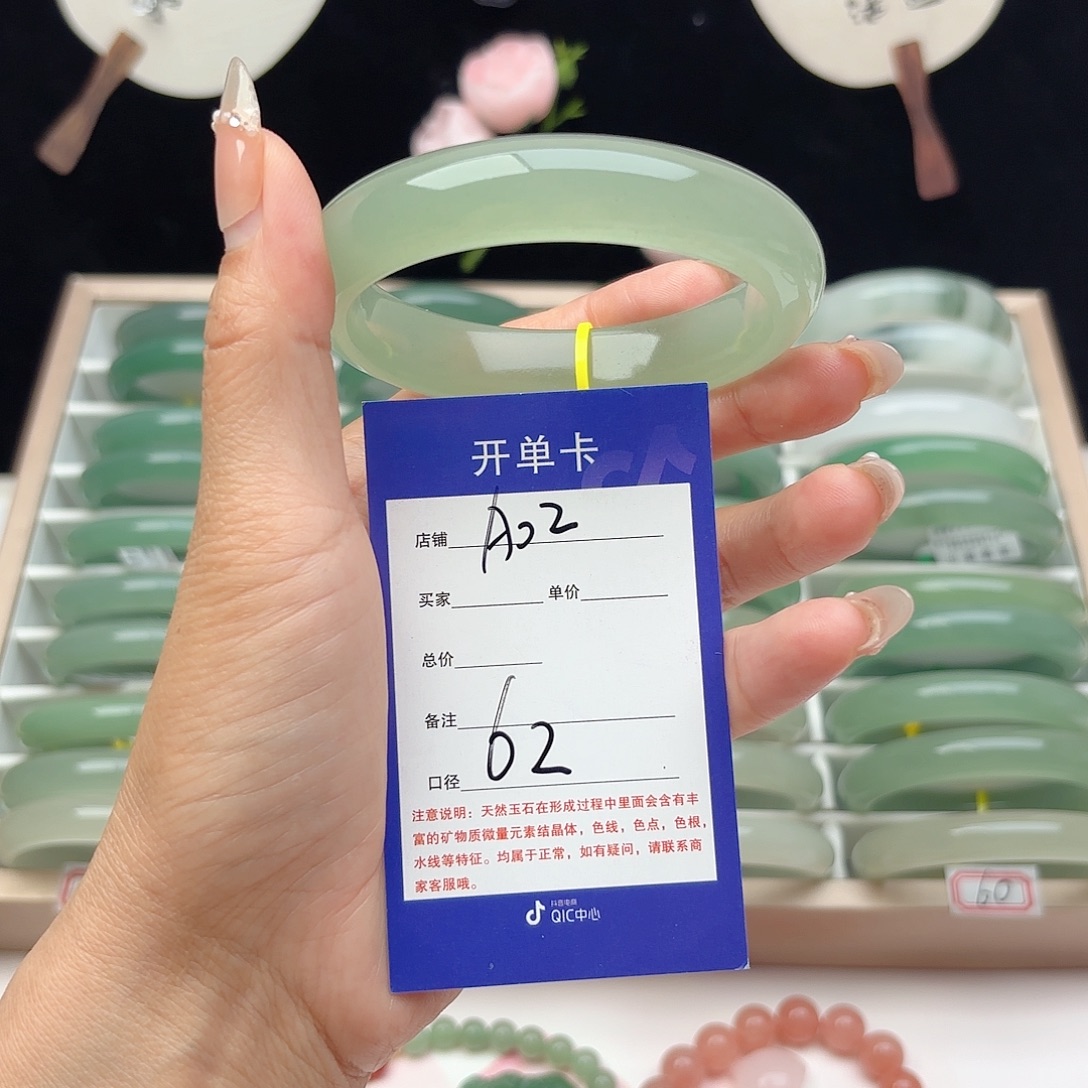 开单卡
店铺 A02
买家 单价
总价
备注
口径 62
注意说明：天然玉石在形成过程中里面会含有丰
富的矿物质微量元素结晶体，色线，色点，色根，
水线等特征。均属于正常，如有疑问，请联系商
家客服哦。
抖音电商
QIC中心
60